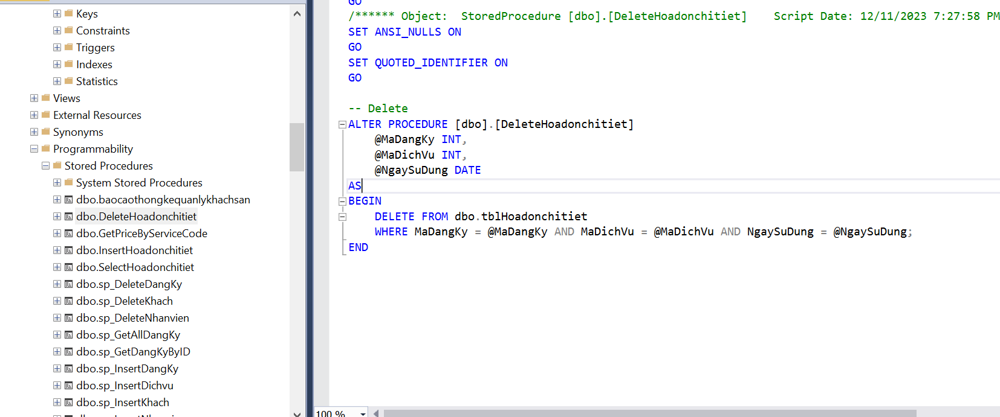 Keys
Constraints
Triggers
Indexes
Statistics
Views
External Resources
Synonyms
Programmability
Stored Procedures
System Stored Procedures
dbo.baocaothongkequanlykhachsan
dbo.DeleteHoadonchitiet
dbo.GetPriceByServiceCode
dbo.InsertHoadonchitiet
dbo.SelectHoadonchitiet
dbo.sp_DeleteDangKy
dbo.sp_DeleteKhach
dbo.sp_DeleteNhanvien
dbo.sp_GetAllDangKy
dbo.sp_GetDangKyByID
dbo.sp_InsertDangKy
dbo.sp_InsertDichvu
dbo.sp_InsertKhach
GO
/****** Object:  StoredProcedure [dbo].[DeleteHoadonchitiet]    Script Date: 12/11/2023 7:27:58 PM
SET ANSI_NULLS ON
GO
SET QUOTED_IDENTIFIER ON
GO
-- Delete
ALTER PROCEDURE [dbo].[DeleteHoadonchitiet]
@MaDangKy INT,
@MaDichVu INT,
@NgaySuDung DATE
AS
BEGIN
DELETE FROM dbo.tblHoadonchitiet
WHERE MaDangKy = @MaDangKy AND MaDichVu = @MaDichVu AND NgaySuDung = @NgaySuDung;
END
100 %